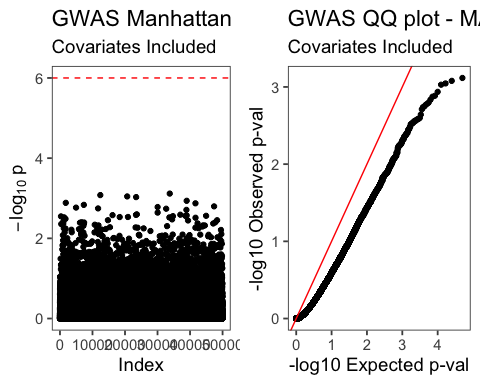 GWAS Manhattan
Covariates Included
6
4
2
0
−log10 p
0 10000 20000 30000 40000 50000
Index
GWAS QQ plot - MA
Covariates Included
3
2
1
0
-log10 Observed p-val
0 1 2 3 4
-log10 Expected p-val